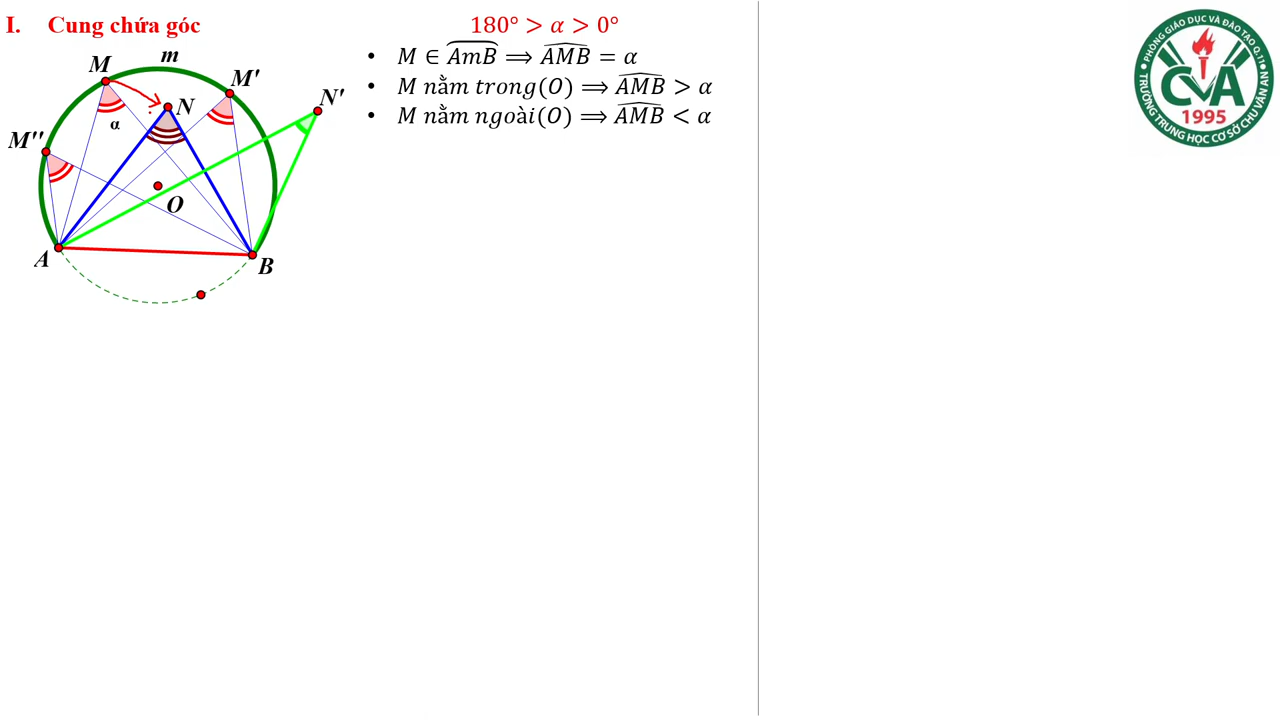 I. Cung chứa góc
180° > α > 0°
• M ∈ AmB ⟹ AMB = α
• M nằm trong(O) ⟹ AMB > α
• M nằm ngoài(O) ⟹ AMB < α
m
M
M'
N
N'
α
M''
O
A
B
PHÒNG GIÁO DỤC VÀ ĐÀO TẠO Q.11
CVA
1995
TRƯỜNG TRUNG HỌC CƠ SỞ CHU VĂN AN